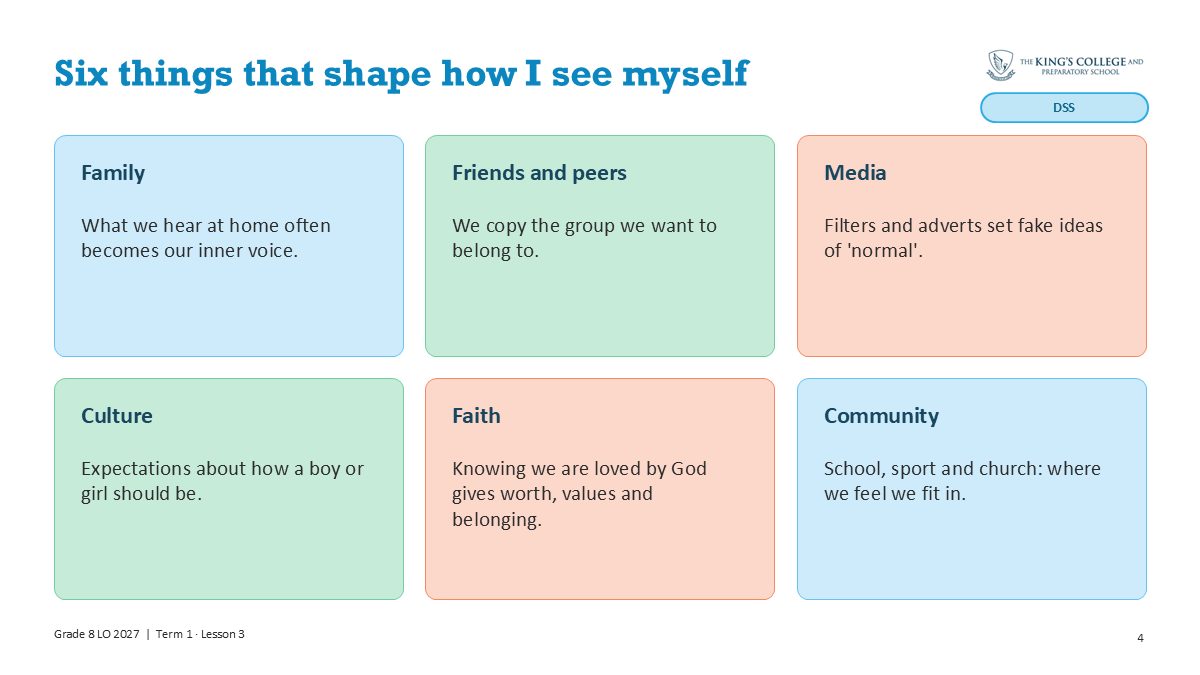 Six things that shape how I see myself
THE KING'S COLLEGE AND
PREPARATORY SCHOOL
DSS
Family
What we hear at home often
becomes our inner voice.
Friends and peers
We copy the group we want to
belong to.
Media
Filters and adverts set fake ideas
of 'normal'.
Culture
Expectations about how a boy or
girl should be.
Faith
Knowing we are loved by God
gives worth, values and
belonging.
Community
School, sport and church: where
we feel we fit in.
Grade 8 LO 2027 | Term 1 · Lesson 3
4